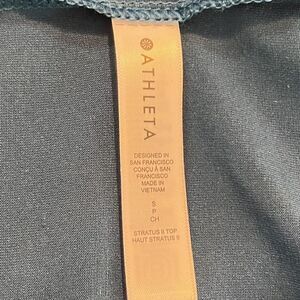 ATHLETA
DESIGNED IN
SAN FRANCISCO
CONÇU À SAN
FRANCISCO
MADE IN
VIETNAM
S
P
CH
STRATUS II TOP
HAUT STRATUS II